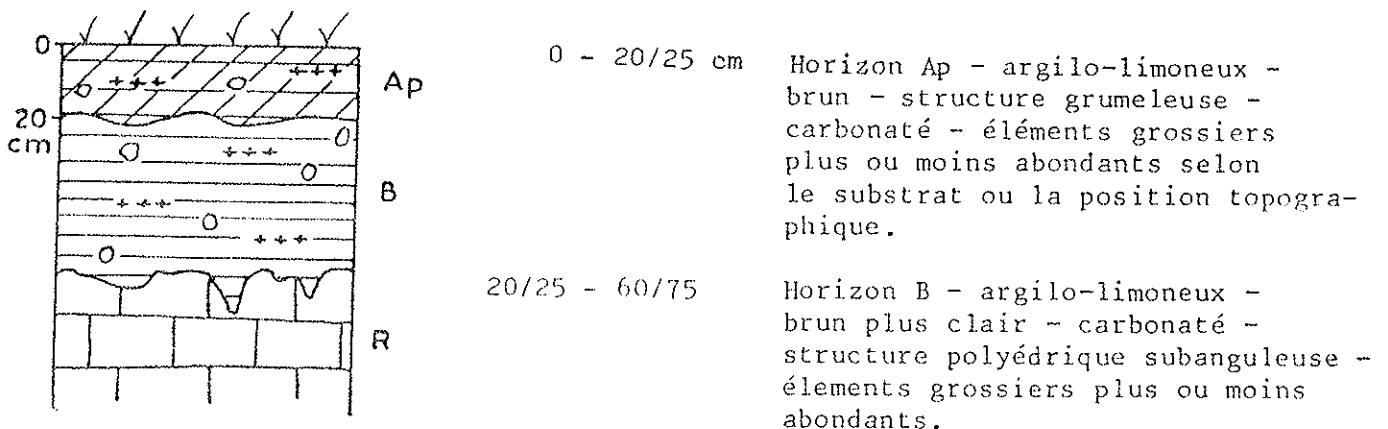 0
20
cm
Ap
B
R
0 - 20/25 cm
Horizon Ap - argilo-limoneux -
brun - structure grumeleuse -
carbonaté - éléments grossiers
plus ou moins abondants selon
le substrat ou la position topogra-
phique.
20/25 - 60/75
Horizon B - argilo-limoneux -
brun plus clair - carbonaté -
structure polyédrique subanguleuse -
élements grossiers plus ou moins
abondants.